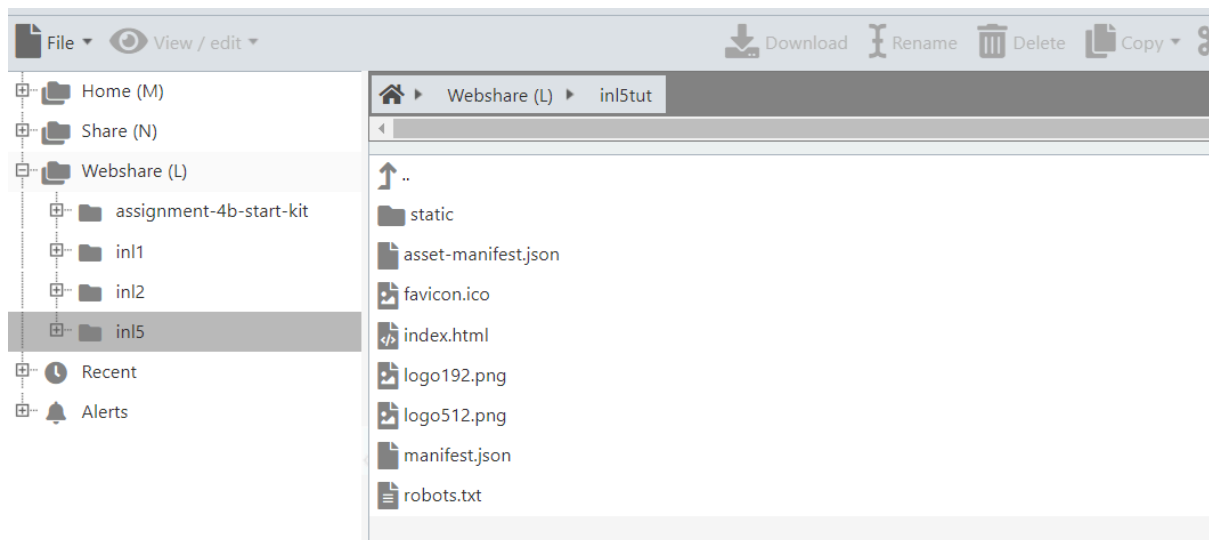 File View / edit Download Rename Delete Copy
Home (M)
Share (N)
Webshare (L)
assignment-4b-start-kit
inl1
inl2
inl5
Recent
Alerts
Webshare (L) inl5tut
..
static
asset-manifest.json
favicon.ico
index.html
logo192.png
logo512.png
manifest.json
robots.txt